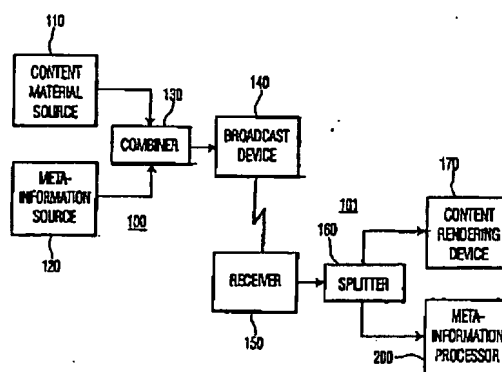 110
CONTENT
MATERIAL
SOURCE
130
COMBINER
140
BROADCAST
DEVICE
META-
INFORMATION
SOURCE
120
100
101
170
CONTENT
RENDERING
DEVICE
160
SPLITTER
RECEIVER
150
META-
INFORMATION
PROCESSOR
200